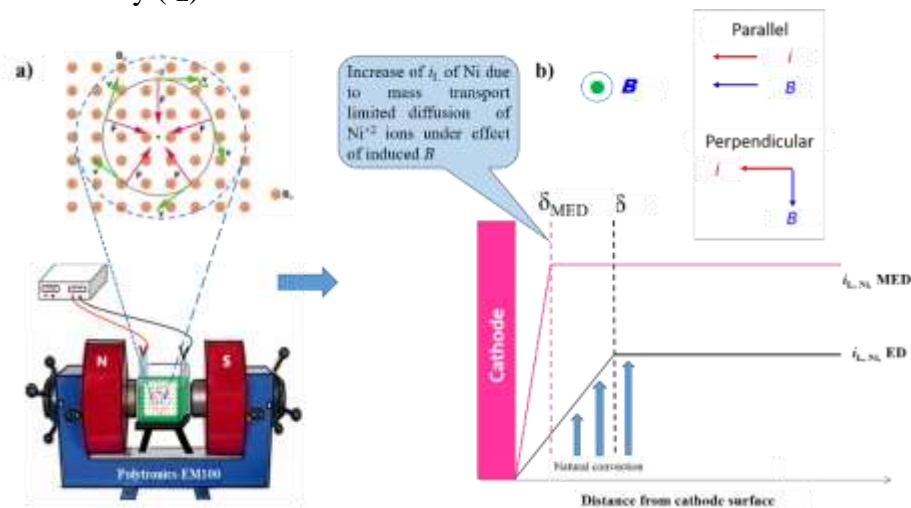 a)
N
S
Polytronics-EM100
Increase of iL of Ni due
to mass transport
limited diffusion of
Ni+2 ions under effect
of induced B
b)
B
Parallel
i
B
Perpendicular
i
B
δMED
δ
Cathode
iL, Ni, MED
iL, Ni, ED
Natural convection
Distance from cathode surface